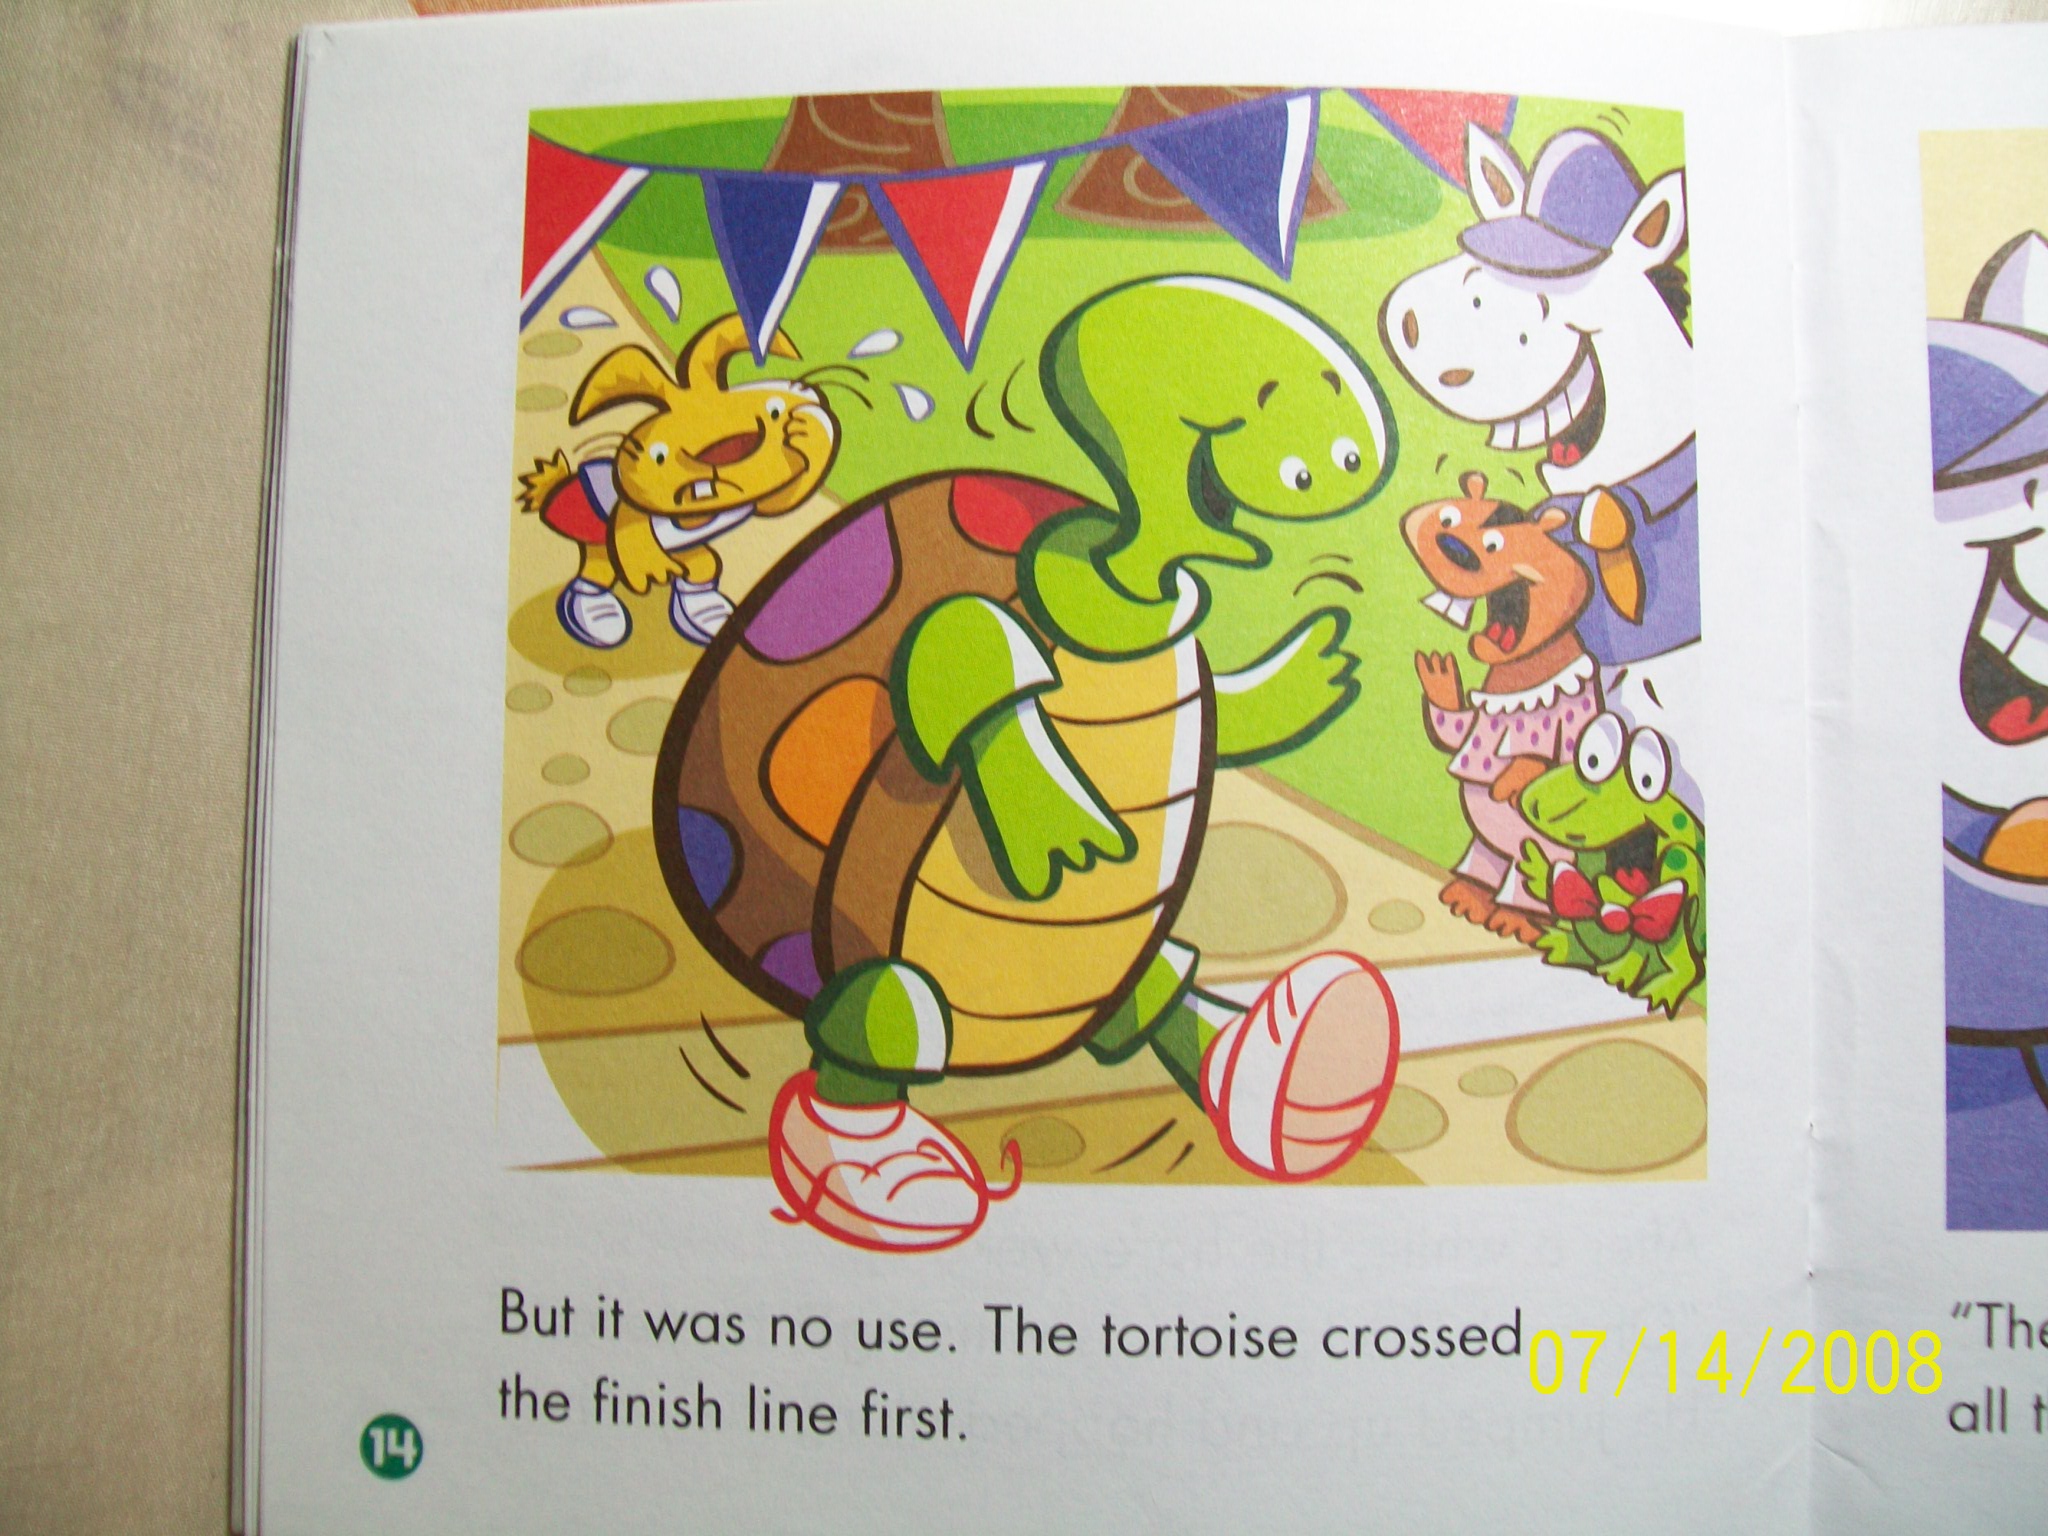 But it was no use. The tortoise crossed
the finish line first.
14
07/14/2008
"The
all t